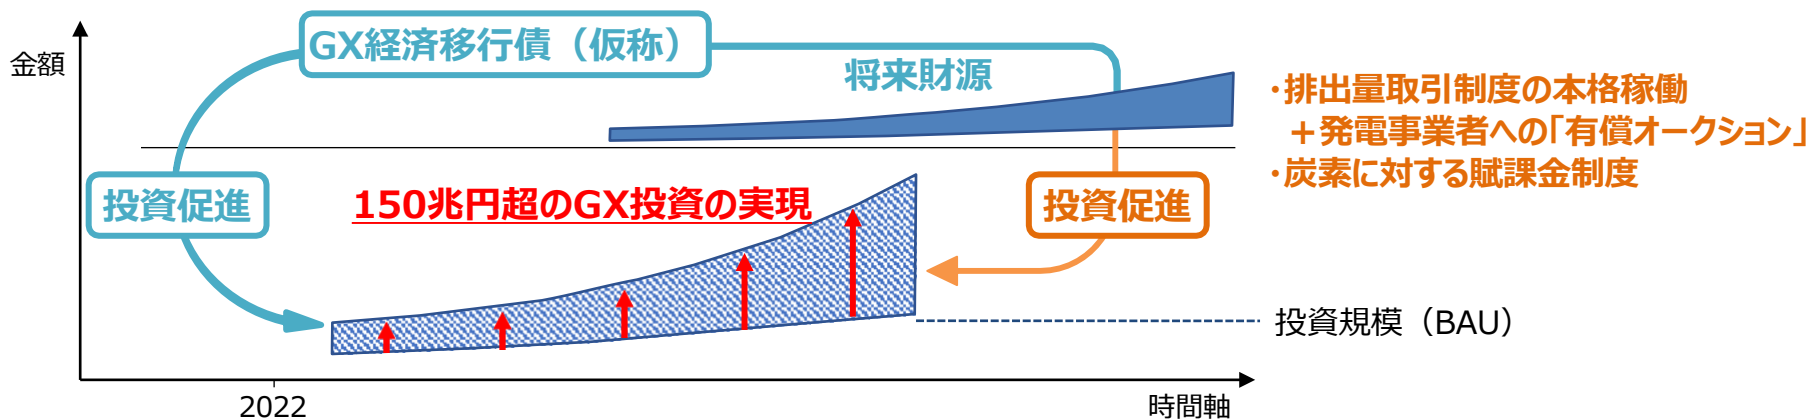 金額
GX経済移行債（仮称）
将来財源
・排出量取引制度の本格稼働
＋発電事業者への「有償オークション」
・炭素に対する賦課金制度
投資促進
150兆円超のGX投資の実現
投資促進
投資規模（BAU）
2022
時間軸